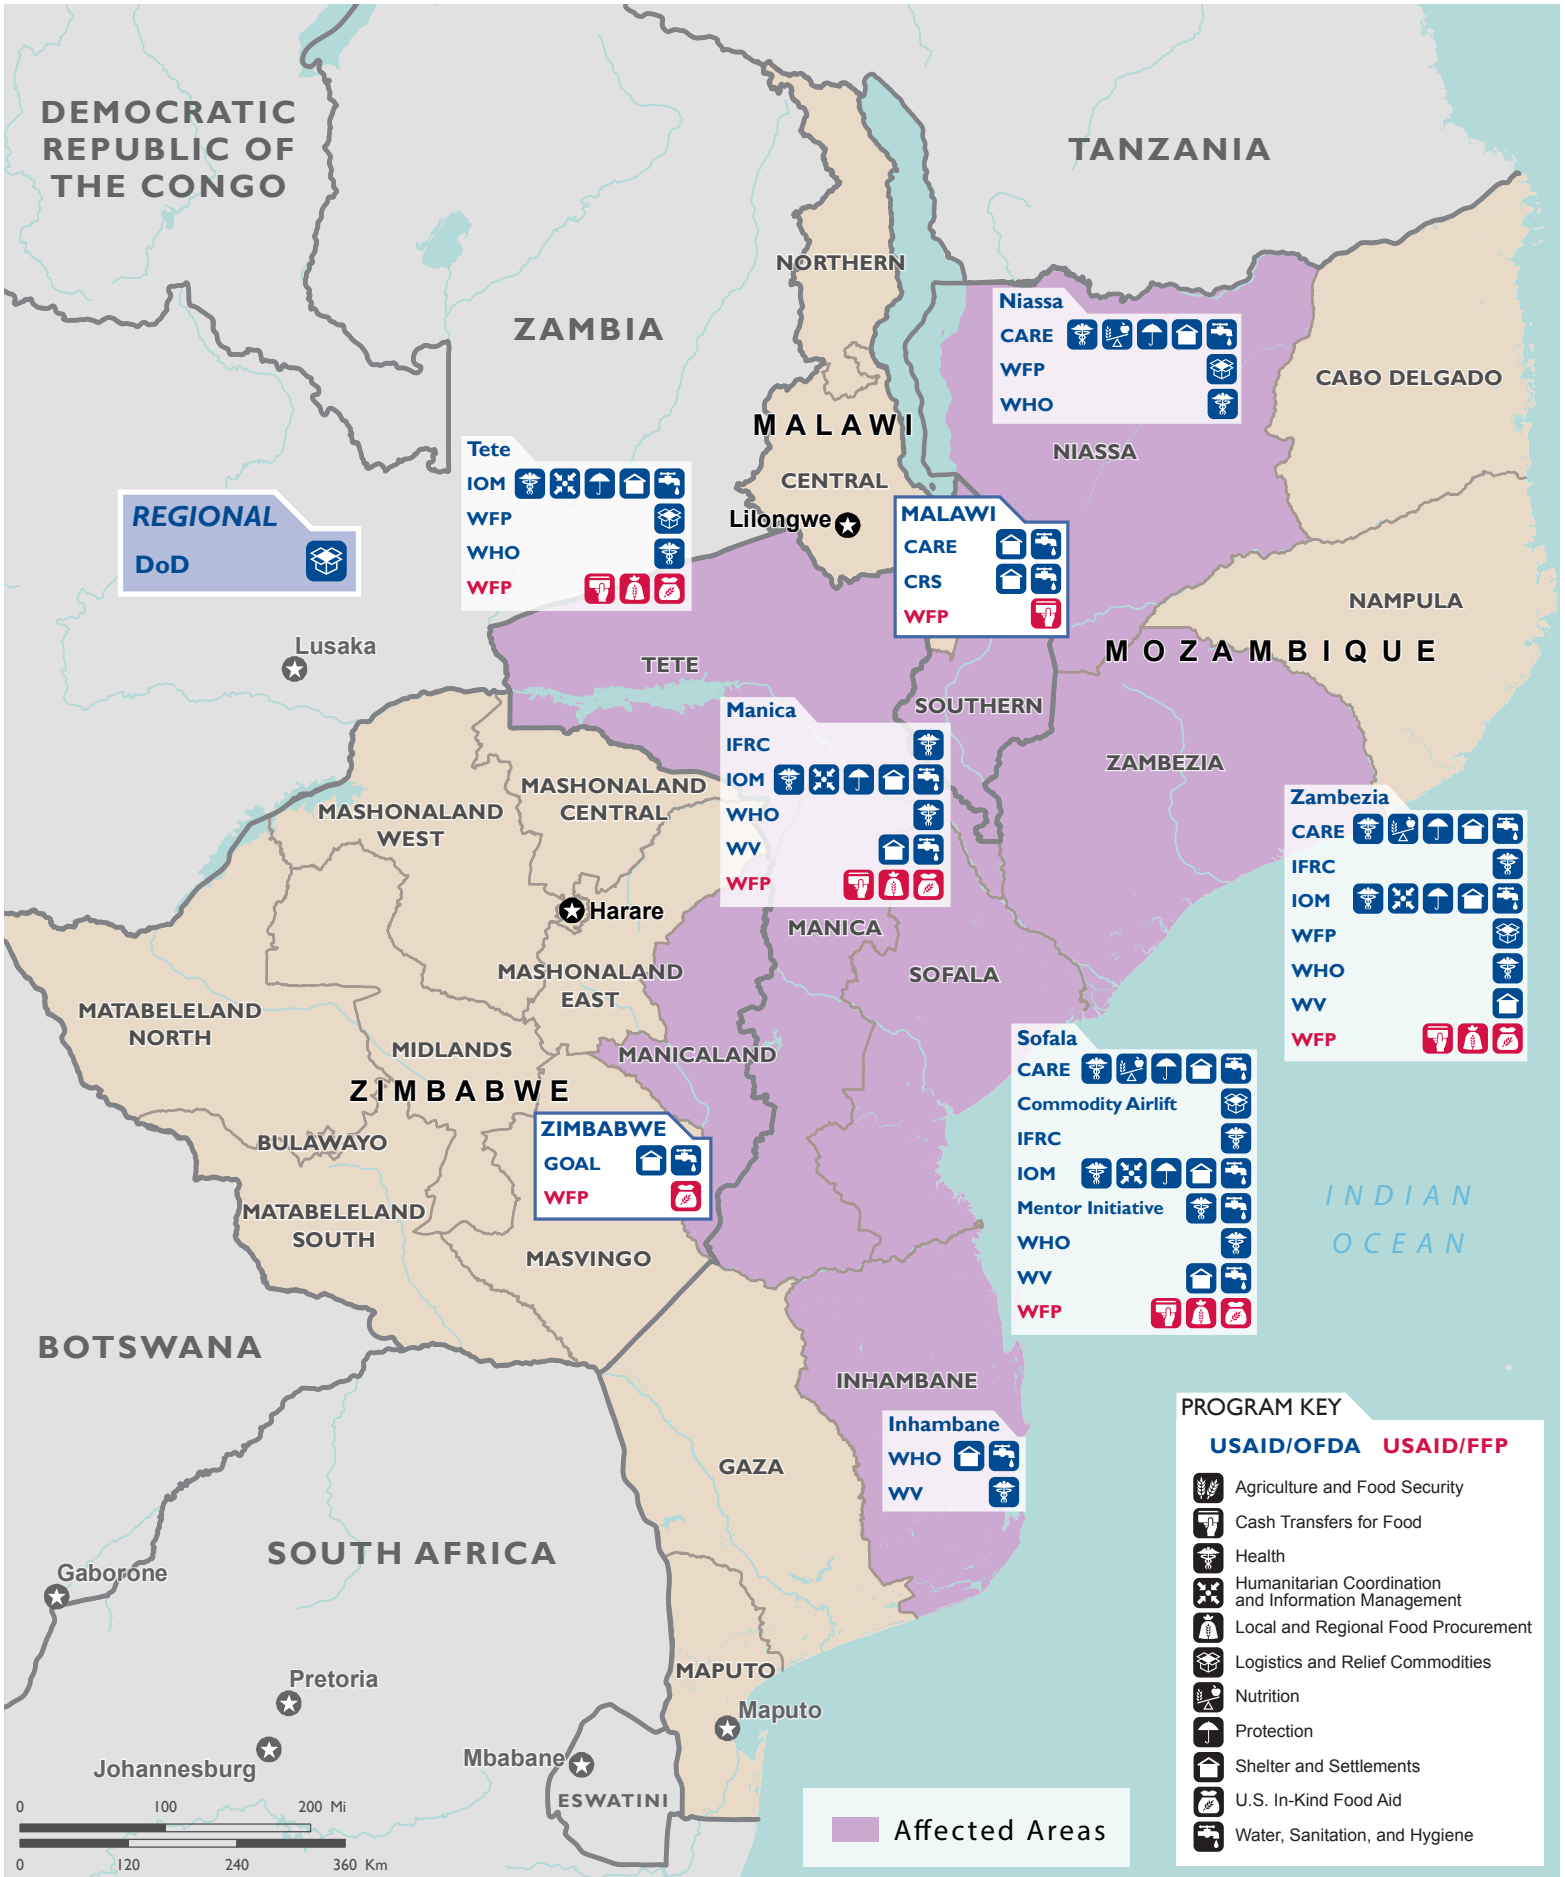 DEMOCRATIC
REPUBLIC OF
THE CONGO
TANZANIA
ZAMBIA
NORTHERN
Niassa
CARE
WFP
WHO
CABO DELGADO
MALAWI
NIASSA
CENTRAL
Lilongwe
Tete
IOM
WFP
WHO
WFP
REGIONAL
DoD
MALAWI
CARE
CRS
WFP
NAMPULA
MOZAMBIQUE
Lusaka
TETE
SOUTHERN
ZAMBEZIA
Manica
IFRC
IOM
WHO
WV
WFP
MASHONALAND
CENTRAL
MASHONALAND
WEST
Zambezia
CARE
IFRC
IOM
WFP
WHO
WV
WFP
Harare
MANICA
SOFALA
MASHONALAND
EAST
MATABELELAND
NORTH
MIDLANDS
MANICALAND
ZIMBABWE
Sofala
CARE
Commodity Airlift
IFRC
IOM
Mentor Initiative
WHO
WV
WFP
ZIMBABWE
GOAL
WFP
BULAWAYO
MATABELELAND
SOUTH
MASVINGO
INDIAN
OCEAN
BOTSWANA
INHAMBANE
Inhambane
WHO
WV
GAZA
SOUTH AFRICA
Gaborone
Pretoria
Johannesburg
MAPUTO
Maputo
Mbabane
ESWATINI
0 100 200 Mi
0 120 240 360 Km
Affected Areas
PROGRAM KEY
USAID/OFDA USAID/FFP
Agriculture and Food Security
Cash Transfers for Food
Health
Humanitarian Coordination
and Information Management
Local and Regional Food Procurement
Logistics and Relief Commodities
Nutrition
Protection
Shelter and Settlements
U.S. In-Kind Food Aid
Water, Sanitation, and Hygiene